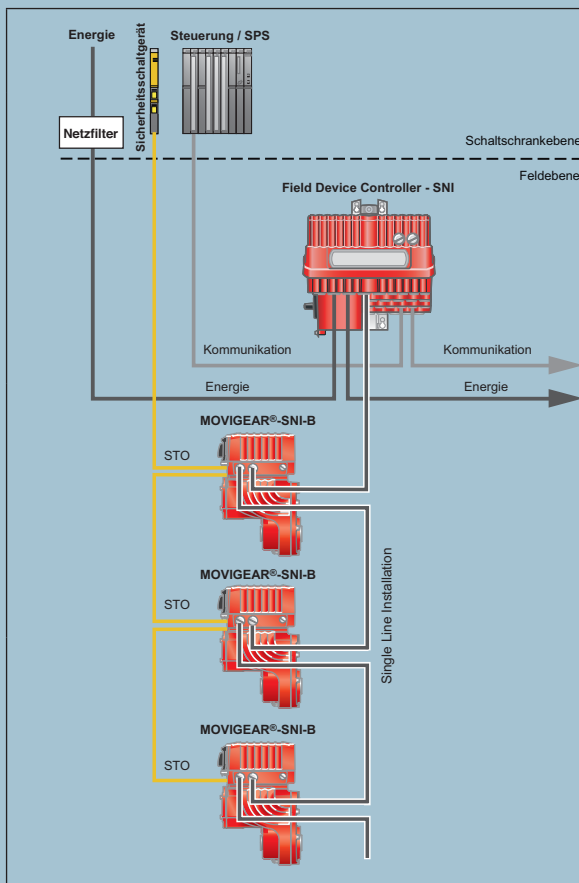 Energie
Sicherheitsschaltgerät
Steuerung / SPS
Netzfilter
Schaltschrankebene
Feldebene
Field Device Controller - SNI
Kommunikation
Kommunikation
Energie
Energie
MOVIGEAR®-SNI-B
STO
MOVIGEAR®-SNI-B
STO
Single Line Installation
MOVIGEAR®-SNI-B
STO